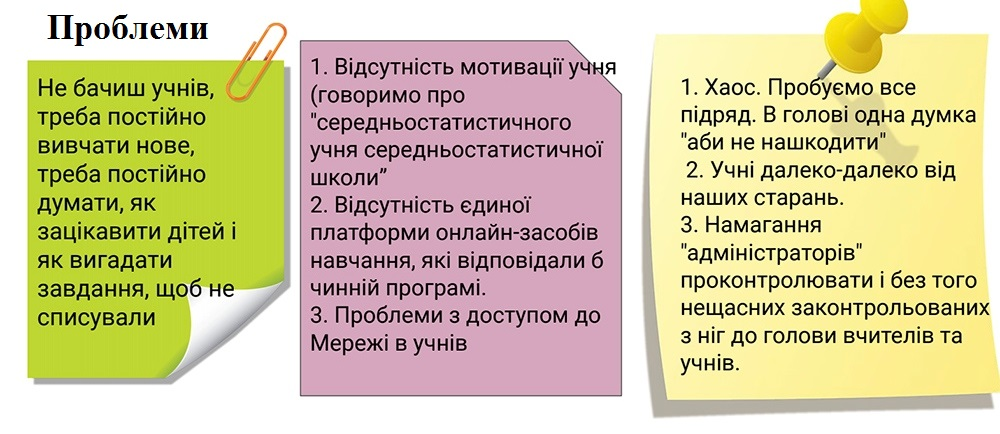 Проблеми
Не бачиш учнів,
треба постійно
вивчати нове,
треба постійно
думати, як
зацікавити дітей і
як вигадати
завдання, щоб не
списували
1. Відсутність мотивації учня
(говоримо про
"середньостатистичного
учня середньостатистичної
школи”
2. Відсутність єдиної
платформи онлайн-засобів
навчання, які відповідали б
чинній програмі.
3. Проблеми з доступом до
Мережі в учнів
1. Хаос. Пробуємо все
підряд. В голові одна думка
"аби не нашкодити"
2. Учні далеко-далеко від
наших старань.
3. Намагання
"адміністраторів"
проконтролювати і без того
нещасних законтрольованих
з ніг до голови вчителів та
учнів.